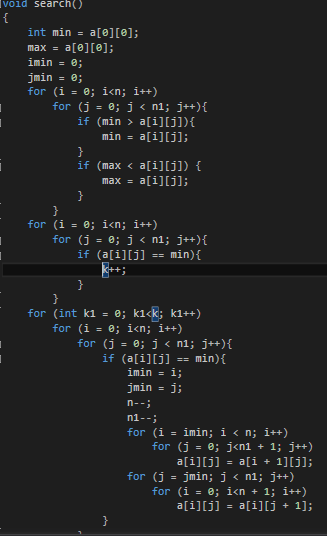 void search()
{
    int min = a[0][0];
    max = a[0][0];
    imin = 0;
    jmin = 0;
    for (i = 0; i<n; i++)
        for (j = 0; j < n1; j++){
            if (min > a[i][j]){
                min = a[i][j];
            }
            if (max < a[i][j]) {
                max = a[i][j];
            }
        }
    for (i = 0; i<n; i++)
        for (j = 0; j < n1; j++){
            if (a[i][j] == min){
                k++;
            }
        }
    for (int k1 = 0; k1<k; k1++)
        for (i = 0; i<n; i++)
            for (j = 0; j < n1; j++){
                if (a[i][j] == min){
                    imin = i;
                    jmin = j;
                    n--;
                    n1--;
                    for (i = imin; i < n; i++)
                        for (j = 0; j<n1 + 1; j++)
                            a[i][j] = a[i + 1][j];
                    for (j = jmin; j < n1; j++)
                        for (i = 0; i<n + 1; i++)
                            a[i][j] = a[i][j + 1];
                }